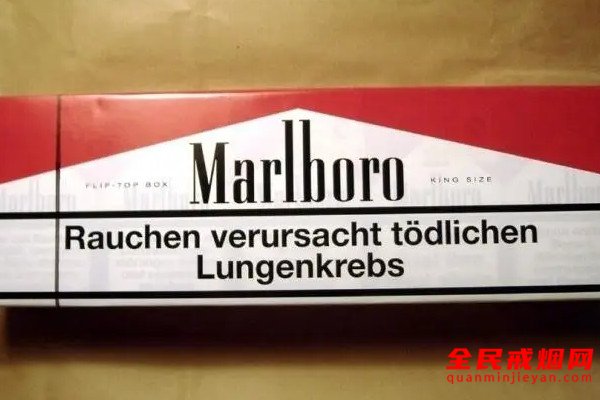 Marlboro
FLIP-TOP BOX
KING SIZE
Rauchen verursacht tödlichen
Lungenkrebs
全民戒烟网
quanminjieyan.com